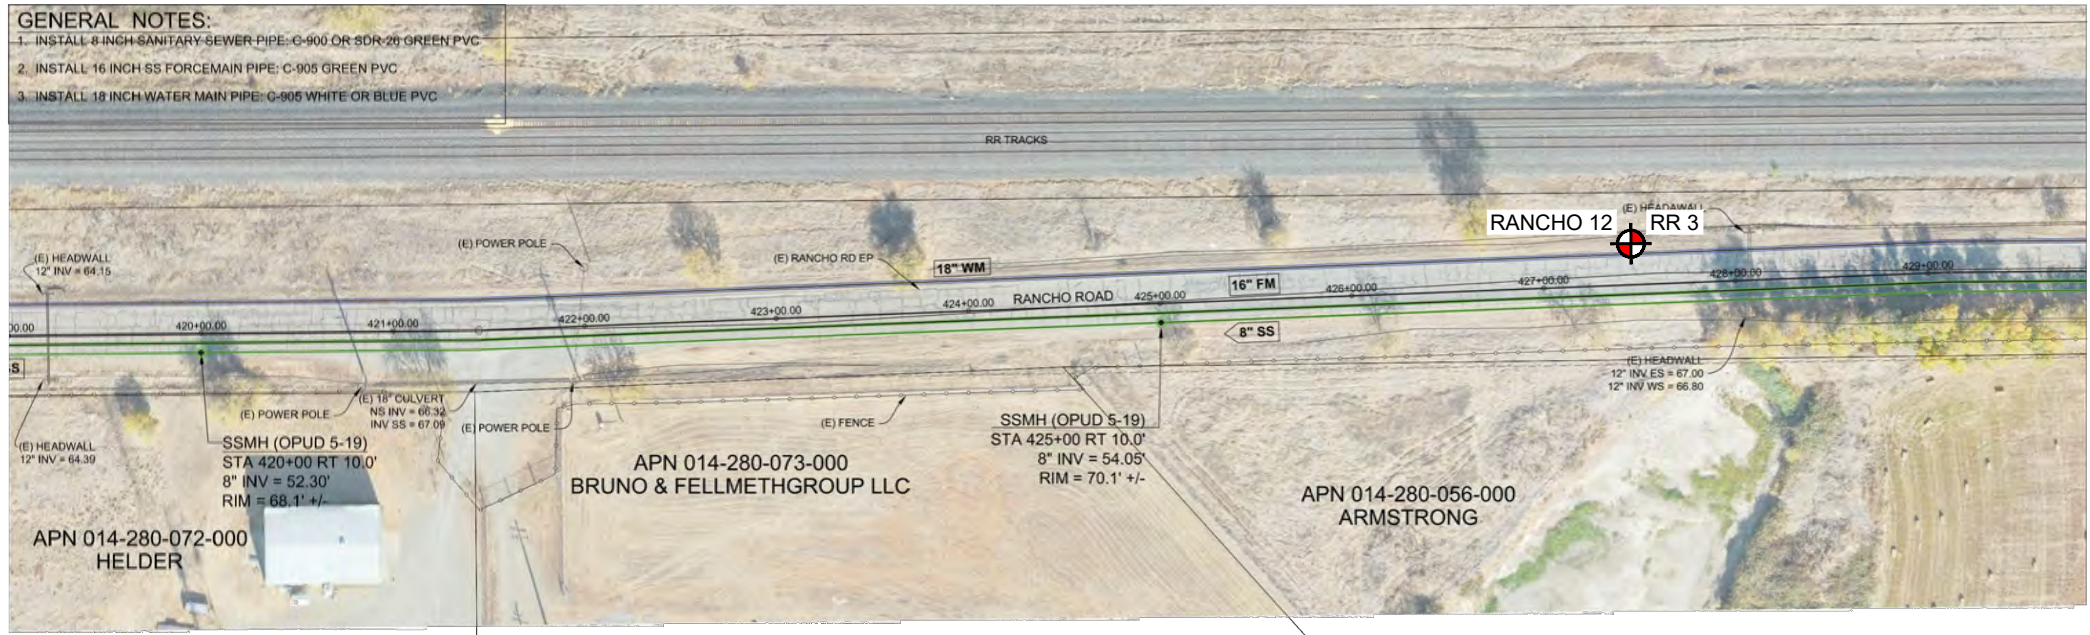 GENERAL NOTES:
1. INSTALL 8 INCH SANITARY SEWER PIPE: C-900 OR SDR-26 GREEN PVC
2. INSTALL 16 INCH SS FORCEMAIN PIPE: C-905 GREEN PVC
3. INSTALL 18 INCH WATER MAIN PIPE: C-905 WHITE OR BLUE PVC
RR TRACKS
RANCHO 12
RR 3
(E) HEADAWALL
(E) POWER POLE
(E) RANCHO RD EP
(E) HEADWALL
12" INV = 64.15
18" WM
16" FM
8" SS
RANCHO ROAD
00.00
420+00.00
421+00.00
422+00.00
423+00.00
424+00.00
425+00.00
426+00.00
427+00.00
428+00.00
429+00.00
SS
(E) HEADWALL
12" INV ES = 67.00
12" INV WS = 66.80
(E) POWER POLE
(E) 18" CULVERT
NS INV = 66.32
INV SS = 67.09
(E) POWER POLE
(E) FENCE
(E) HEADWALL
12" INV = 64.39
SSMH (OPUD 5-19)
STA 420+00 RT 10.0'
8" INV = 52.30'
RIM = 68.1' +/-
SSMH (OPUD 5-19)
STA 425+00 RT 10.0'
8" INV = 54.05'
RIM = 70.1' +/-
APN 014-280-073-000
BRUNO & FELLMETHGROUP LLC
APN 014-280-056-000
ARMSTRONG
APN 014-280-072-000
HELDER